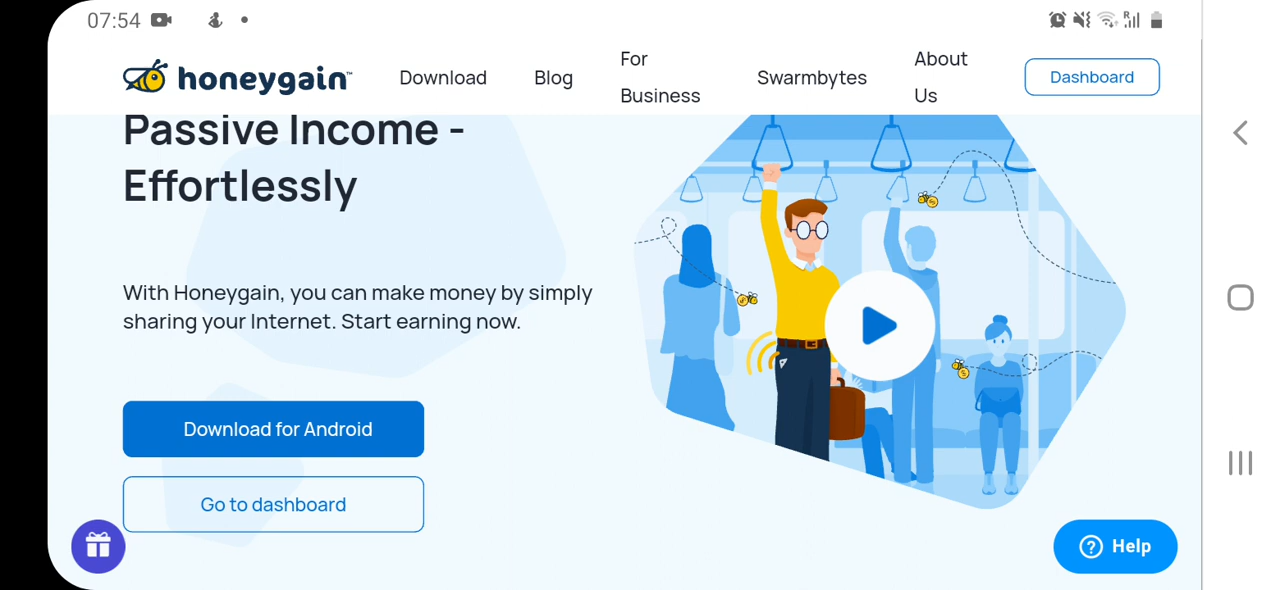 07:54
honeygain™
Download
Blog
For
Business
Swarmbytes
About
Us
Dashboard
Passive Income -
Effortlessly
With Honeygain, you can make money by simply
sharing your Internet. Start earning now.
Download for Android
Go to dashboard
? Help